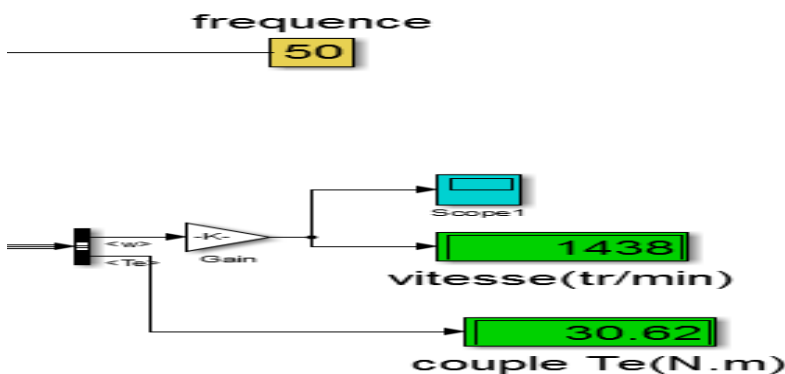 frequence
50
Scope1
<w>
-K-
1438
<Te>
Gain
vitesse(tr/min)
30.62
couple Te(N.m)